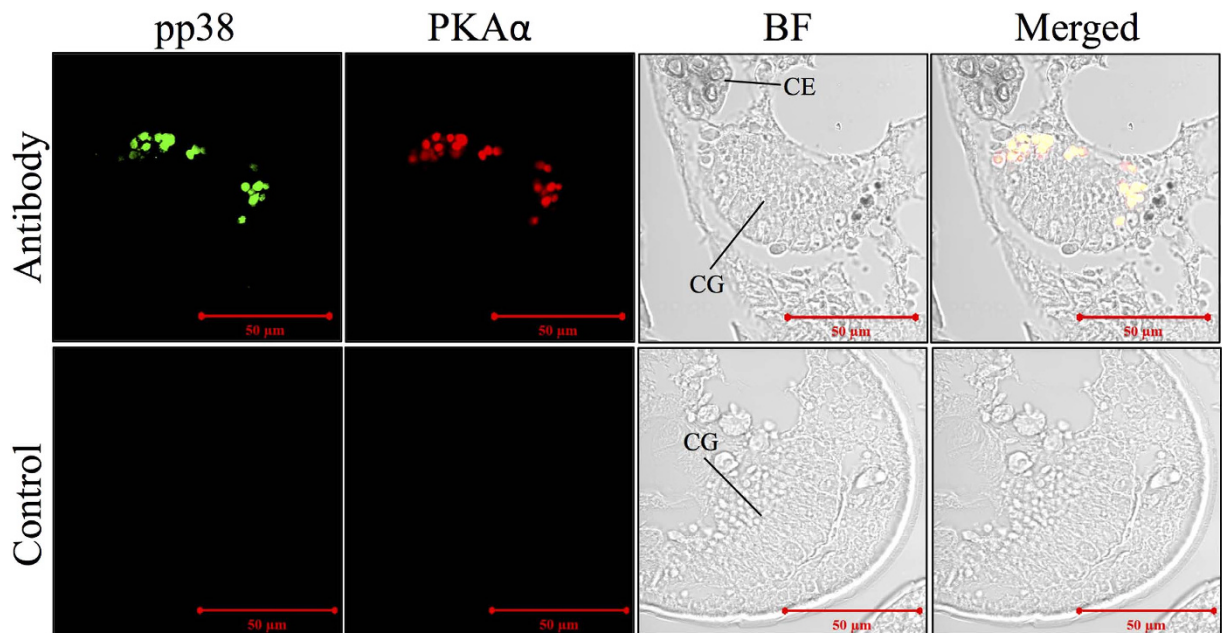 pp38 PKAα BF Merged
Antibody
CE
CG
50 µm 50 µm 50 µm 50 µm
Control
CG
50 µm 50 µm 50 µm 50 µm